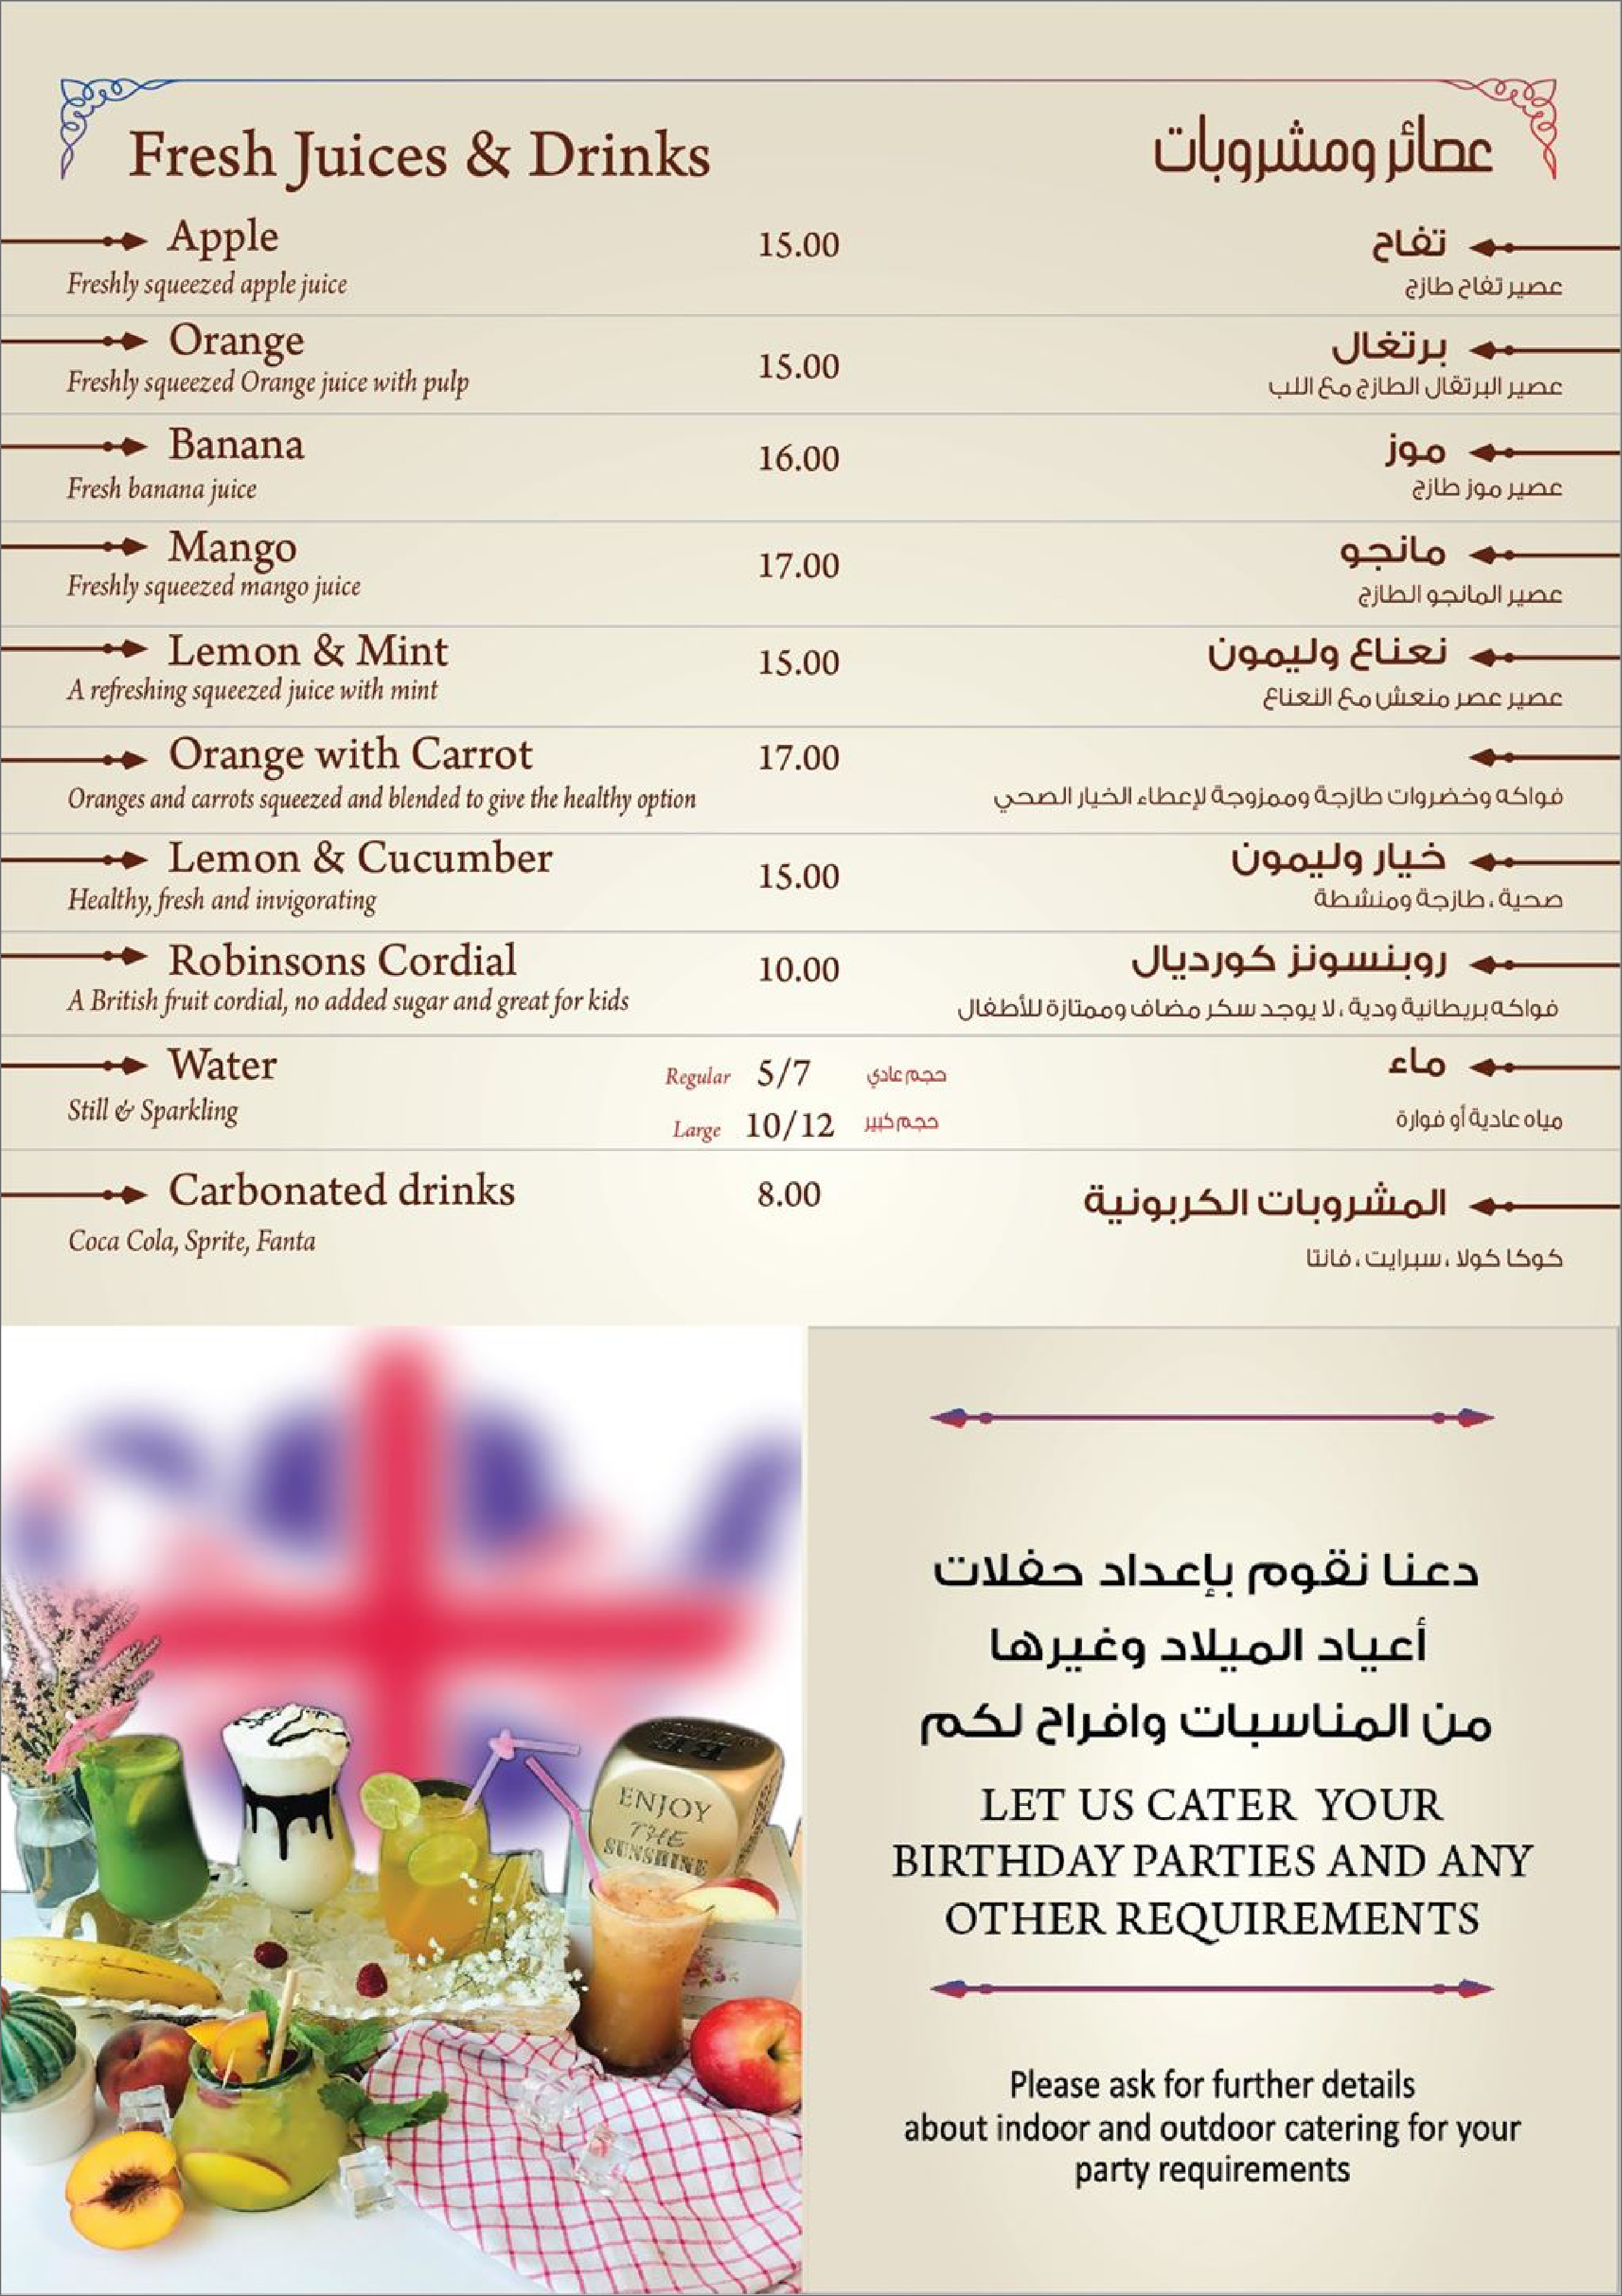 Fresh Juices & Drinks
عصائر ومشروبات
Apple
15.00
تفاح
Freshly squeezed apple juice
عصير تفاح طازج
Orange
15.00
برتغال
Freshly squeezed Orange juice with pulp
عصير البرتقال الطازج مع اللب
Banana
16.00
موز
Fresh banana juice
عصير موز طازج
Mango
17.00
مانجو
Freshly squeezed mango juice
عصير المانجو الطازج
Lemon & Mint
15.00
نعناع وليمون
A refreshing squeezed juice with mint
عصير عصر منعش مع النعناع
Orange with Carrot
17.00
Oranges and carrots squeezed and blended to give the healthy option
فواكه وخضروات طازجة وممزوجة لإعطاء الخيار الصحي
Lemon & Cucumber
15.00
خيار وليمون
Healthy, fresh and invigorating
صحية ، طازجة ومنشطة
Robinsons Cordial
10.00
روبنسونز كورديال
A British fruit cordial, no added sugar and great for kids
فواكه بريطانية ودية ، لا يوجد سكر مضاف وممتازة للأطفال
Water
Regular 5/7 حجم عادي
ماء
Still & Sparkling
Large 10/12 حجم كبير
مياه عادية أو فوارة
Carbonated drinks
8.00
المشروبات الكربونية
Coca Cola, Sprite, Fanta
كوكا كولا ، سبرايت ، فانتا
دعنا نقوم بإعداد حفلات
أعياد الميلاد وغيرها
من المناسبات وافراح لكم
LET US CATER YOUR
BIRTHDAY PARTIES AND ANY
OTHER REQUIREMENTS
Please ask for further details
about indoor and outdoor catering for your
party requirements
BE
ENJOY
THE
SUNSHINE